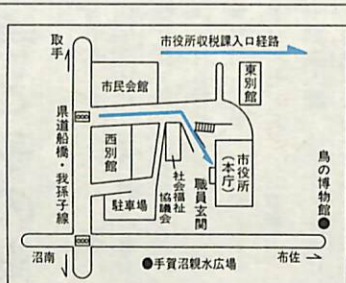 取手
市役所収税課入口経路
市民会館
東別館
県道船橋・我孫子線
西別館
社会福祉協議会
職員玄関
市役所(本庁)
鳥の博物館
駐車場
沼南
手賀沼親水広場
布佐